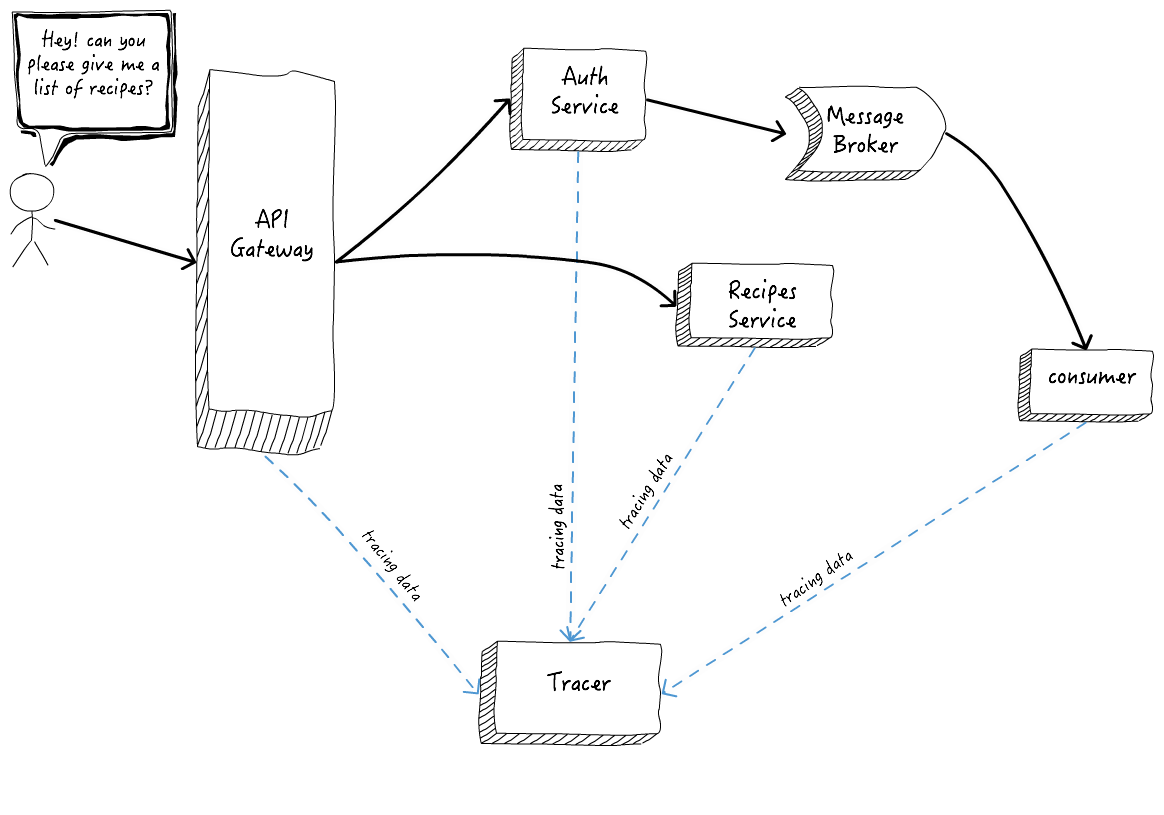 Hey! can you
please give me a
list of recipes?
Auth
Service
Message
Broker
API
Gateway
Recipes
Service
consumer
tracing data
tracing data
tracing data
tracing data
Tracer